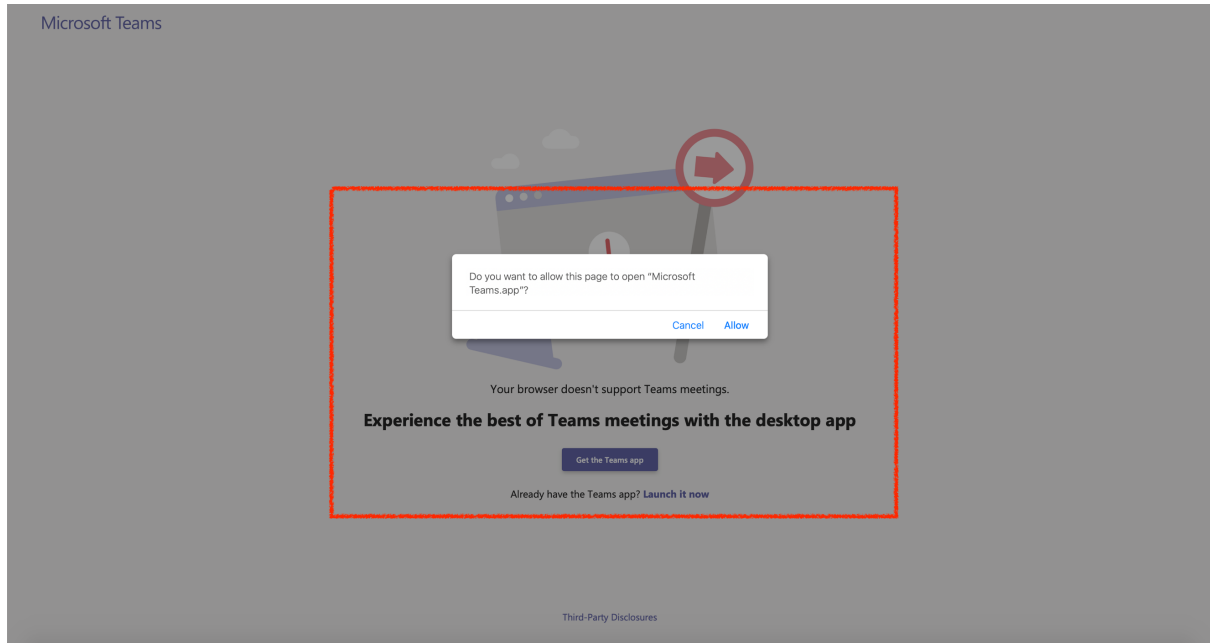 Microsoft Teams
Do you want to allow this page to open “Microsoft
Teams.app”?
Cancel Allow
Your browser doesn't support Teams meetings.
Experience the best of Teams meetings with the desktop app
Get the Teams app
Already have the Teams app? Launch it now
Third-Party Disclosures